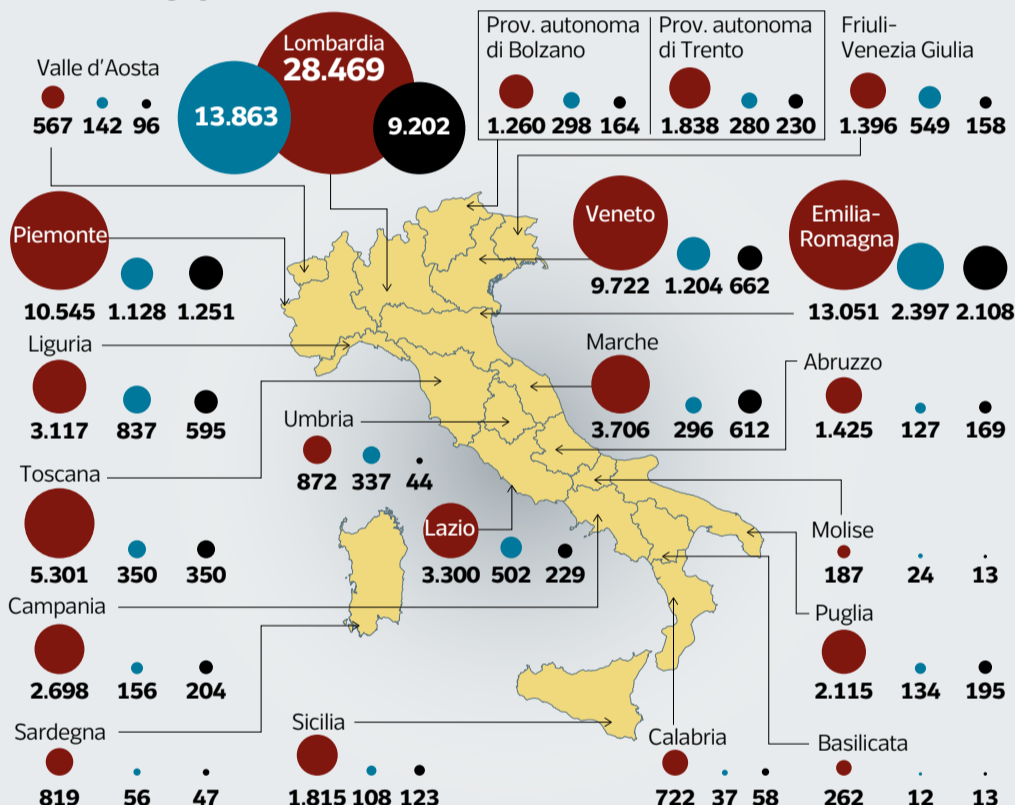 Lombardia
28.469
13.863
9.202
Valle d'Aosta
567 142 96
Prov. autonoma
di Bolzano
1.260 298 164
Prov. autonoma
di Trento
1.838 280 230
Friuli-
Venezia Giulia
1.396 549 158
Piemonte
10.545 1.128 1.251
Veneto
9.722 1.204 662
Emilia-
Romagna
13.051 2.397 2.108
Liguria
3.117 837 595
Marche
3.706 296 612
Abruzzo
1.425 127 169
Umbria
872 337 44
Toscana
5.301 350 350
Lazio
3.300 502 229
Molise
187 24 13
Campania
2.698 156 204
Puglia
2.115 134 195
Sardegna
819 56 47
Sicilia
1.815 108 123
Calabria
722 37 58
Basilicata
262 12 13